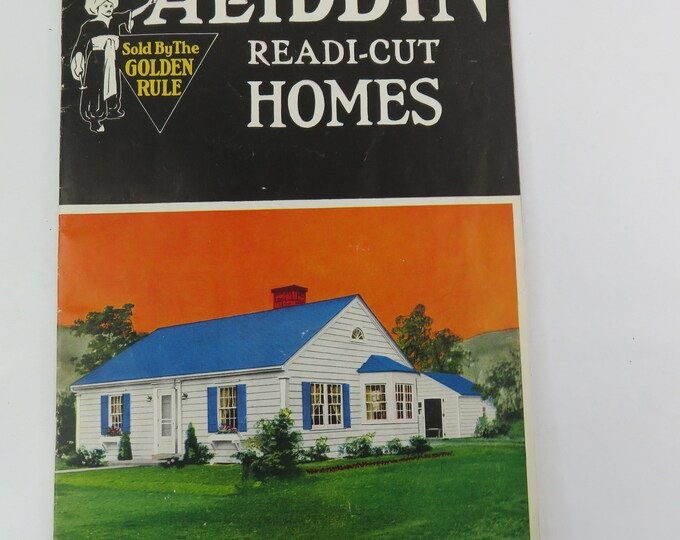 ALADDIN
READI-CUT
HOMES
Sold By The
GOLDEN
RULE